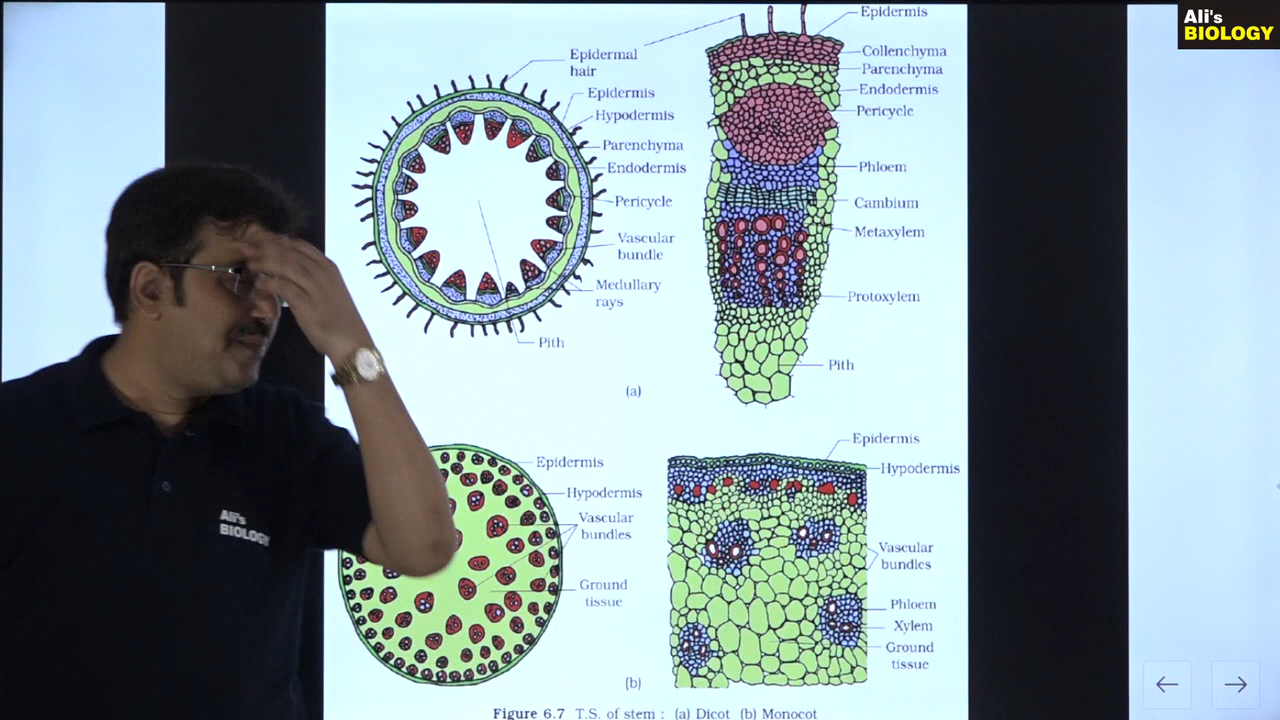 Ali's
BIOLOGY
Epidermal
hair
Epidermis
Hypodermis
Parenchyma
Endodermis
Pericycle
Vascular
bundle
Medullary
rays
Pith
Epidermis
Collenchyma
Parenchyma
Endodermis
Pericycle
Phloem
Cambium
Metaxylem
Protoxylem
Pith
(a)
Epidermis
Hypodermis
Vascular
bundles
Ground
tissue
Epidermis
Hypodermis
Vascular
bundles
Phloem
Xylem
Ground
tissue
(b)
Figure 6.7 T.S. of stem : (a) Dicot (b) Monocot
Ali's
BIOLOGY